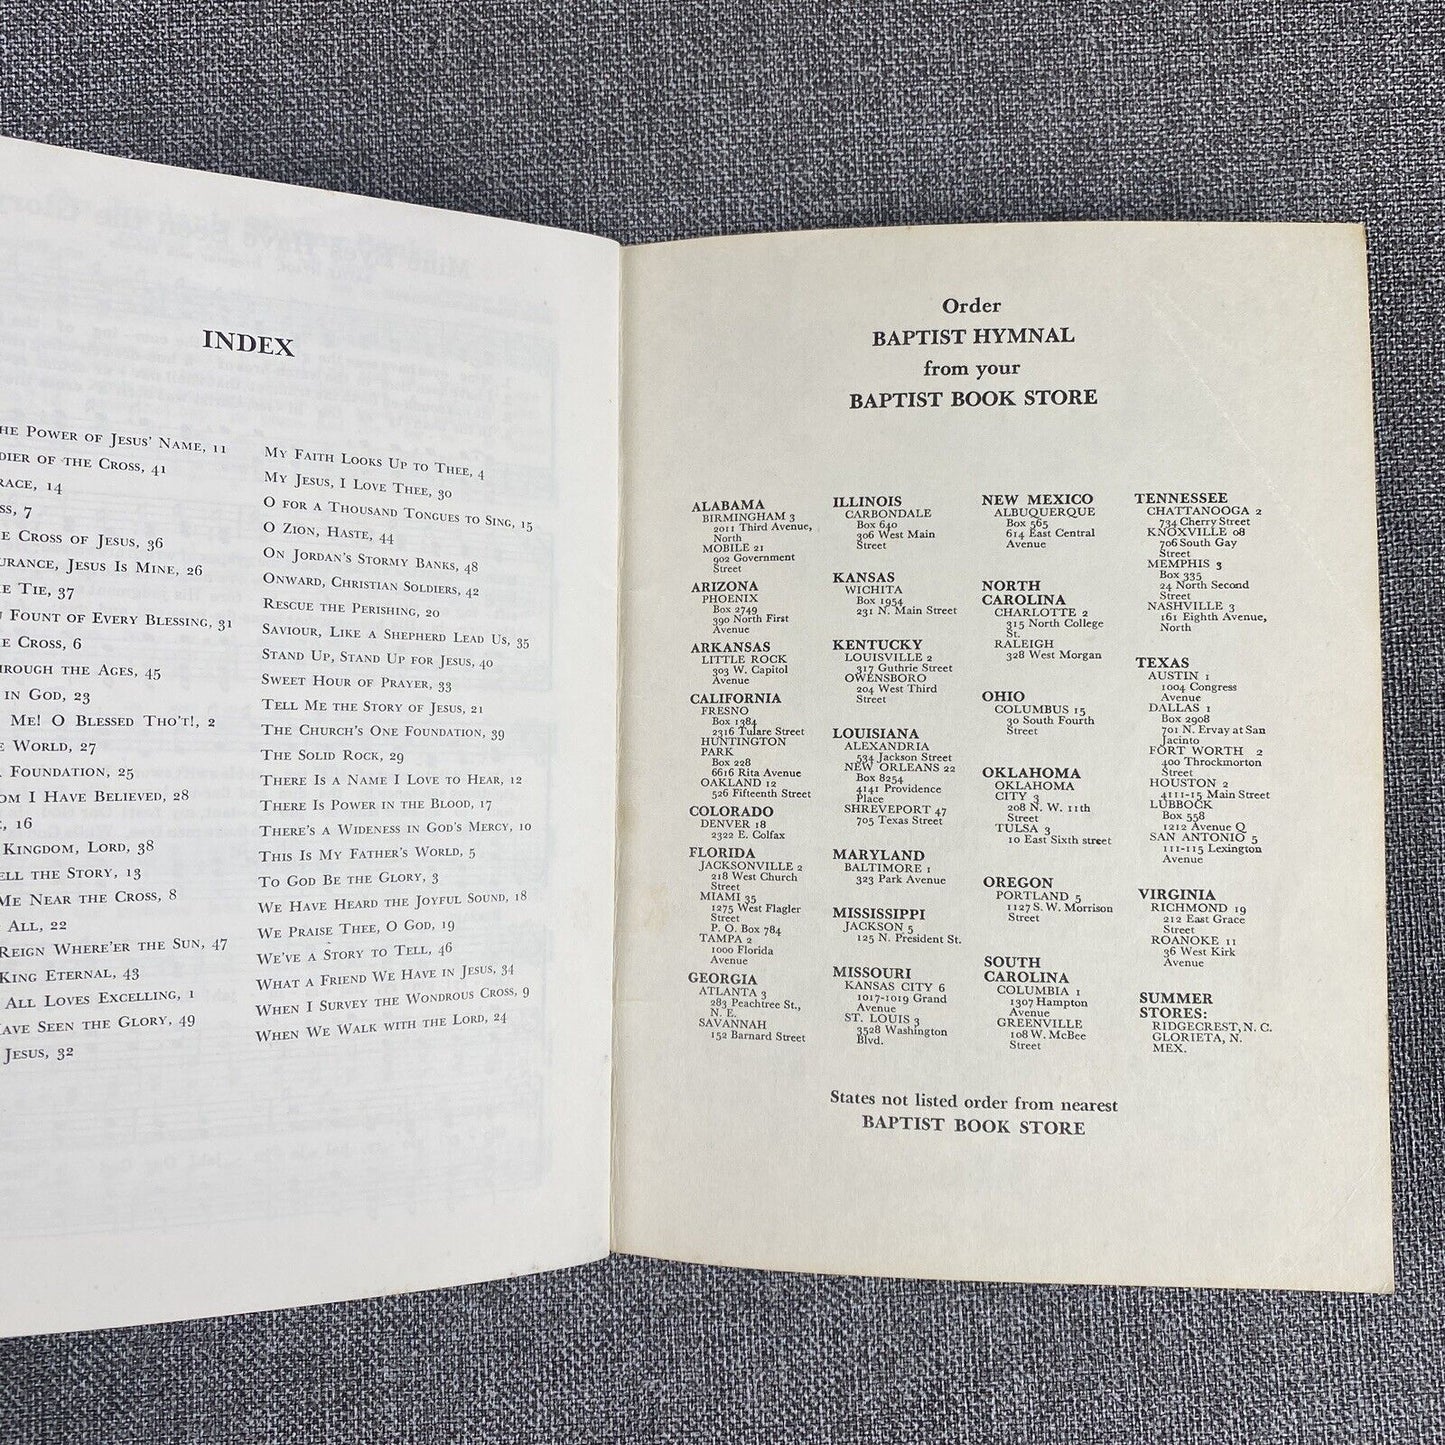 INDEX
THE POWER OF JESUS' NAME, 11
DIER OF THE CROSS, 41
RACE, 14
SS, 7
E CROSS OF JESUS, 36
URANCE, JESUS IS MINE, 26
E TIE, 37
U FOUNT OF EVERY BLESSING, 31
E CROSS, 6
HROUGH THE AGES, 45
IN GOD, 23
ME! O BLESSED THO'T!, 2
E WORLD, 27
R FOUNDATION, 25
OM I HAVE BELIEVED, 28
E, 16
KINGDOM, LORD, 38
ELL THE STORY, 13
ME NEAR THE CROSS, 8
ALL, 22
REIGN WHERE'ER THE SUN, 47
KING ETERNAL, 43
ALL LOVES EXCELLING, 1
HAVE SEEN THE GLORY, 49
JESUS, 32
MY FAITH LOOKS UP TO THEE, 4
MY JESUS, I LOVE THEE, 30
O FOR A THOUSAND TONGUES TO SING, 15
O ZION, HASTE, 44
ON JORDAN'S STORMY BANKS, 48
ONWARD, CHRISTIAN SOLDIERS, 42
RESCUE THE PERISHING, 20
SAVIOUR, LIKE A SHEPHERD LEAD US, 35
STAND UP, STAND UP FOR JESUS, 40
SWEET HOUR OF PRAYER, 33
TELL ME THE STORY OF JESUS, 21
THE CHURCH'S ONE FOUNDATION, 39
THE SOLID ROCK, 29
THERE IS A NAME I LOVE TO HEAR, 12
THERE IS POWER IN THE BLOOD, 17
THERE'S A WIDENESS IN GOD'S MERCY, 10
THIS IS MY FATHER'S WORLD, 5
TO GOD BE THE GLORY, 3
WE HAVE HEARD THE JOYFUL SOUND, 18
WE PRAISE THEE, O GOD, 19
WE'VE A STORY TO TELL, 46
WHAT A FRIEND WE HAVE IN JESUS, 34
WHEN I SURVEY THE WONDROUS CROSS, 9
WHEN WE WALK WITH THE LORD, 24
Order
BAPTIST HYMNAL
from your
BAPTIST BOOK STORE
ALABAMA
BIRMINGHAM 3
2011 Third Avenue,
North
MOBILE 21
902 Government
Street
ARIZONA
PHOENIX
Box 2749
390 North First
Avenue
ARKANSAS
LITTLE ROCK
303 W. Capitol
Avenue
CALIFORNIA
FRESNO
Box 1384
2316 Tulare Street
HUNTINGTON
PARK
Box 228
6616 Rita Avenue
OAKLAND 12
526 Fifteenth Street
COLORADO
DENVER 18
2322 E. Colfax
FLORIDA
JACKSONVILLE 2
218 West Church
Street
MIAMI 35
1275 West Flagler
Street
P. O. Box 784
TAMPA 2
1000 Florida
Avenue
GEORGIA
ATLANTA 3
283 Peachtree St.,
N. E.
SAVANNAH
152 Barnard Street
ILLINOIS
CARBONDALE
Box 640
306 West Main
Street
KANSAS
WICHITA
Box 1954
231 N. Main Street
KENTUCKY
LOUISVILLE 2
317 Guthrie Street
OWENSBORO
204 West Third
Street
LOUISIANA
ALEXANDRIA
534 Jackson Street
NEW ORLEANS 22
Box 8254
4141 Providence
Place
SHREVEPORT 47
705 Texas Street
MARYLAND
BALTIMORE 1
323 Park Avenue
MISSISSIPPI
JACKSON 5
125 N. President St.
MISSOURI
KANSAS CITY 6
1017-1019 Grand
Avenue
ST. LOUIS 3
3528 Washington
Blvd.
NEW MEXICO
ALBUQUERQUE
Box 565
614 East Central
Avenue
NORTH
CAROLINA
CHARLOTTE 2
315 North College
St.
RALEIGH
328 West Morgan
OHIO
COLUMBUS 15
30 South Fourth
Street
OKLAHOMA
OKLAHOMA
CITY 3
208 N. W. 11th
Street
TULSA 3
10 East Sixth street
OREGON
PORTLAND 5
1127 S. W. Morrison
Street
SOUTH
CAROLINA
COLUMBIA 1
1307 Hampton
Avenue
GREENVILLE
108 W. McBee
Street
TENNESSEE
CHATTANOOGA 2
734 Cherry Street
KNOXVILLE 08
706 South Gay
Street
MEMPHIS 3
Box 335
24 North Second
Street
NASHVILLE 3
161 Eighth Avenue,
North
TEXAS
AUSTIN 1
1004 Congress
Avenue
DALLAS 1
Box 2908
701 N. Ervay at San
Jacinto
FORT WORTH 2
400 Throckmorton
Street
HOUSTON 2
4111-15 Main Street
LUBBOCK
Box 558
1212 Avenue Q
SAN ANTONIO 5
111-115 Lexington
Avenue
VIRGINIA
RICHMOND 19
212 East Grace
Street
ROANOKE 11
36 West Kirk
Avenue
SUMMER
STORES:
RIDGECREST, N. C.
GLORIETA, N.
MEX.
States not listed order from nearest
BAPTIST BOOK STORE